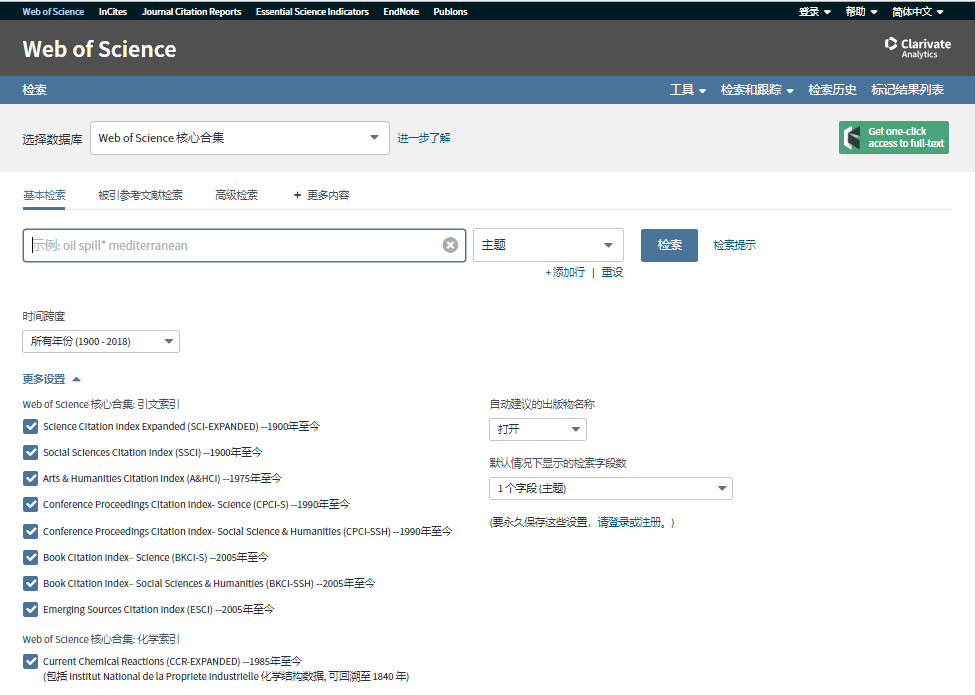 Web of Science InCites Journal Citation Reports Essential Science Indicators EndNote Publons 登录 帮助 简体中文
Web of Science
Clarivate
Analytics
检索 工具 检索和跟踪 检索历史 标记结果列表
选择数据库 Web of Science 核心合集 进一步了解
Get one-click
access to full-text
基本检索 被引参考文献检索 高级检索 + 更多内容
示例: oil spill* mediterranean 主题 检索 检索提示
+添加行 | 重设
时间跨度
所有年份 (1900 - 2018)
更多设置
Web of Science 核心合集: 引文索引
Science Citation Index Expanded (SCI-EXPANDED) --1900年至今
Social Sciences Citation Index (SSCI) --1900年至今
Arts & Humanities Citation Index (A&HCI) --1975年至今
Conference Proceedings Citation Index- Science (CPCI-S) --1990年至今
Conference Proceedings Citation Index- Social Science & Humanities (CPCI-SSH) --1990年至今
Book Citation Index– Science (BKCI-S) --2005年至今
Book Citation Index– Social Sciences & Humanities (BKCI-SSH) --2005年至今
Emerging Sources Citation Index (ESCI) --2005年至今
Web of Science 核心合集: 化学索引
Current Chemical Reactions (CCR-EXPANDED) --1985年至今
(包括 Institut National de la Propriete Industrielle 化学结构数据, 可回溯至 1840 年)
自动建议的出版物名称
打开
默认情况下显示的检索字段数
1 个字段 (主题)
(要永久保存这些设置，请登录或注册。)